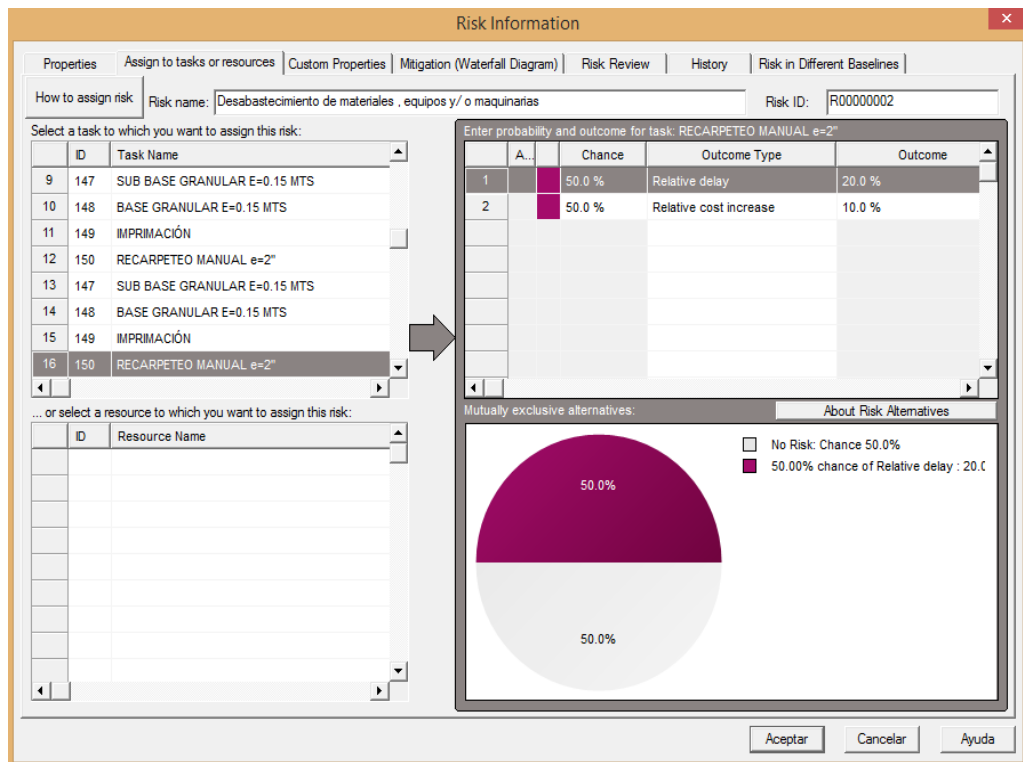 Risk Information
Properties Assign to tasks or resources Custom Properties Mitigation (Waterfall Diagram) Risk Review History Risk in Different Baselines
How to assign risk Risk name: Desabastecimiento de materiales , equipos y/ o maquinarias Risk ID: R00000002
Select a task to which you want to assign this risk:
ID Task Name
9 147 SUB BASE GRANULAR E=0.15 MTS
10 148 BASE GRANULAR E=0.15 MTS
11 149 IMPRIMACIÓN
12 150 RECARPETEO MANUAL e=2"
13 147 SUB BASE GRANULAR E=0.15 MTS
14 148 BASE GRANULAR E=0.15 MTS
15 149 IMPRIMACIÓN
16 150 RECARPETEO MANUAL e=2"
... or select a resource to which you want to assign this risk:
ID Resource Name
Enter probability and outcome for task: RECARPETEO MANUAL e=2"
A... Chance Outcome Type Outcome
1 50.0 % Relative delay 20.0 %
2 50.0 % Relative cost increase 10.0 %
Mutually exclusive alternatives: About Risk Alternatives
50.0%
50.0%
No Risk: Chance 50.0%
50.00% chance of Relative delay : 20.0
Aceptar Cancelar Ayuda